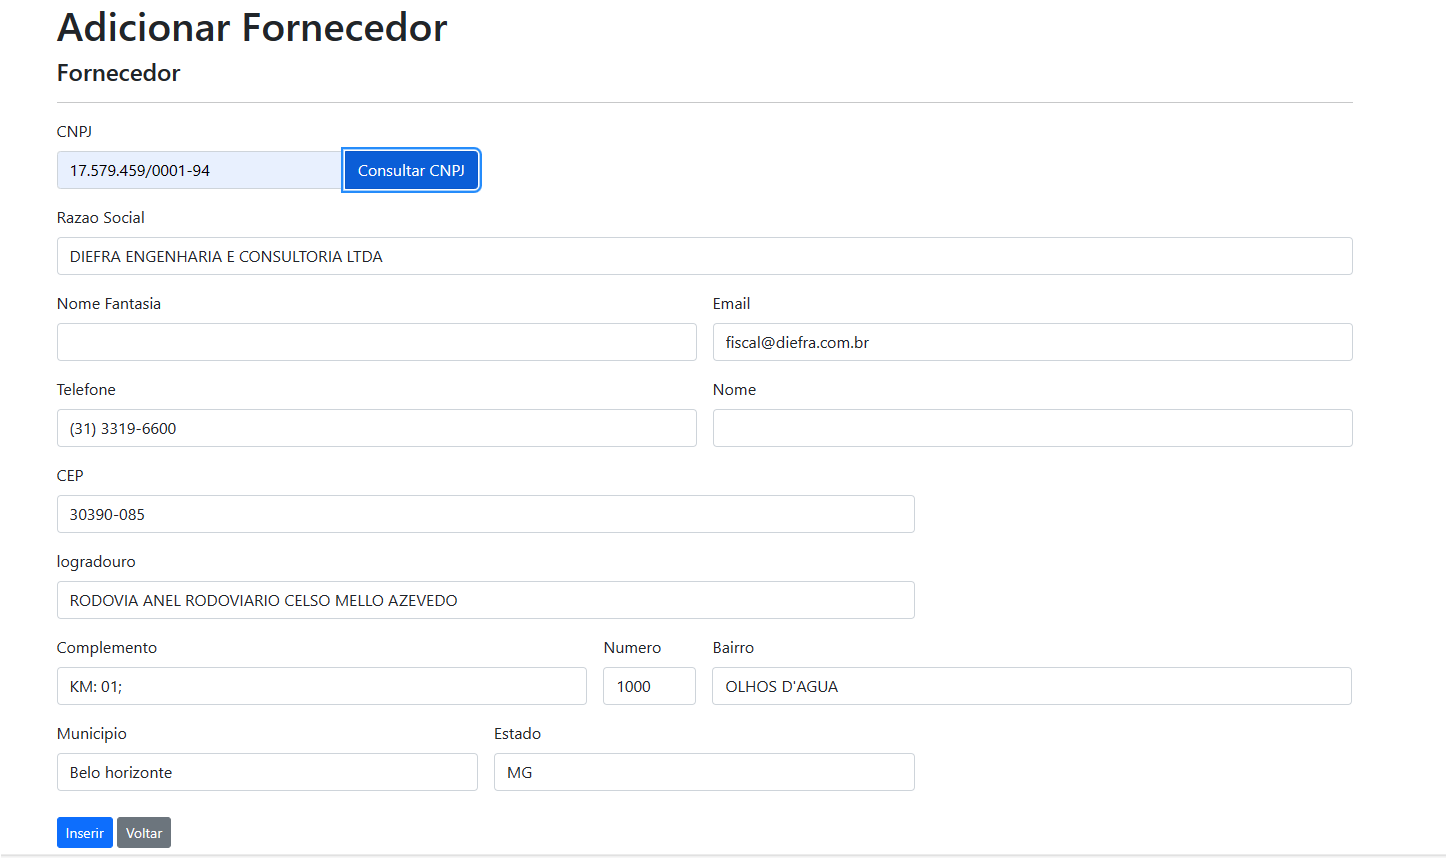 Adicionar Fornecedor
Fornecedor
CNPJ
17.579.459/0001-94 Consultar CNPJ
Razao Social
DIEFRA ENGENHARIA E CONSULTORIA LTDA
Nome Fantasia Email
fiscal@diefra.com.br
Telefone Nome
(31) 3319-6600
CEP
30390-085
logradouro
RODOVIA ANEL RODOVIARIO CELSO MELLO AZEVEDO
Complemento Numero Bairro
KM: 01; 1000 OLHOS D'AGUA
Municipio Estado
Belo horizonte MG
Inserir Voltar